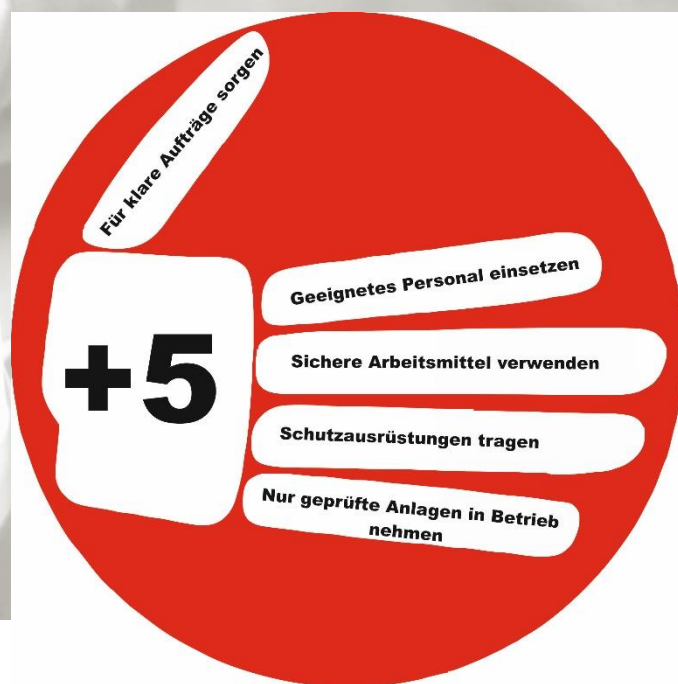 Für klare Aufträge sorgen
Geeignetes Personal einsetzen
+5
Sichere Arbeitsmittel verwenden
Schutzausrüstungen tragen
Nur geprüfte Anlagen in Betrieb
nehmen